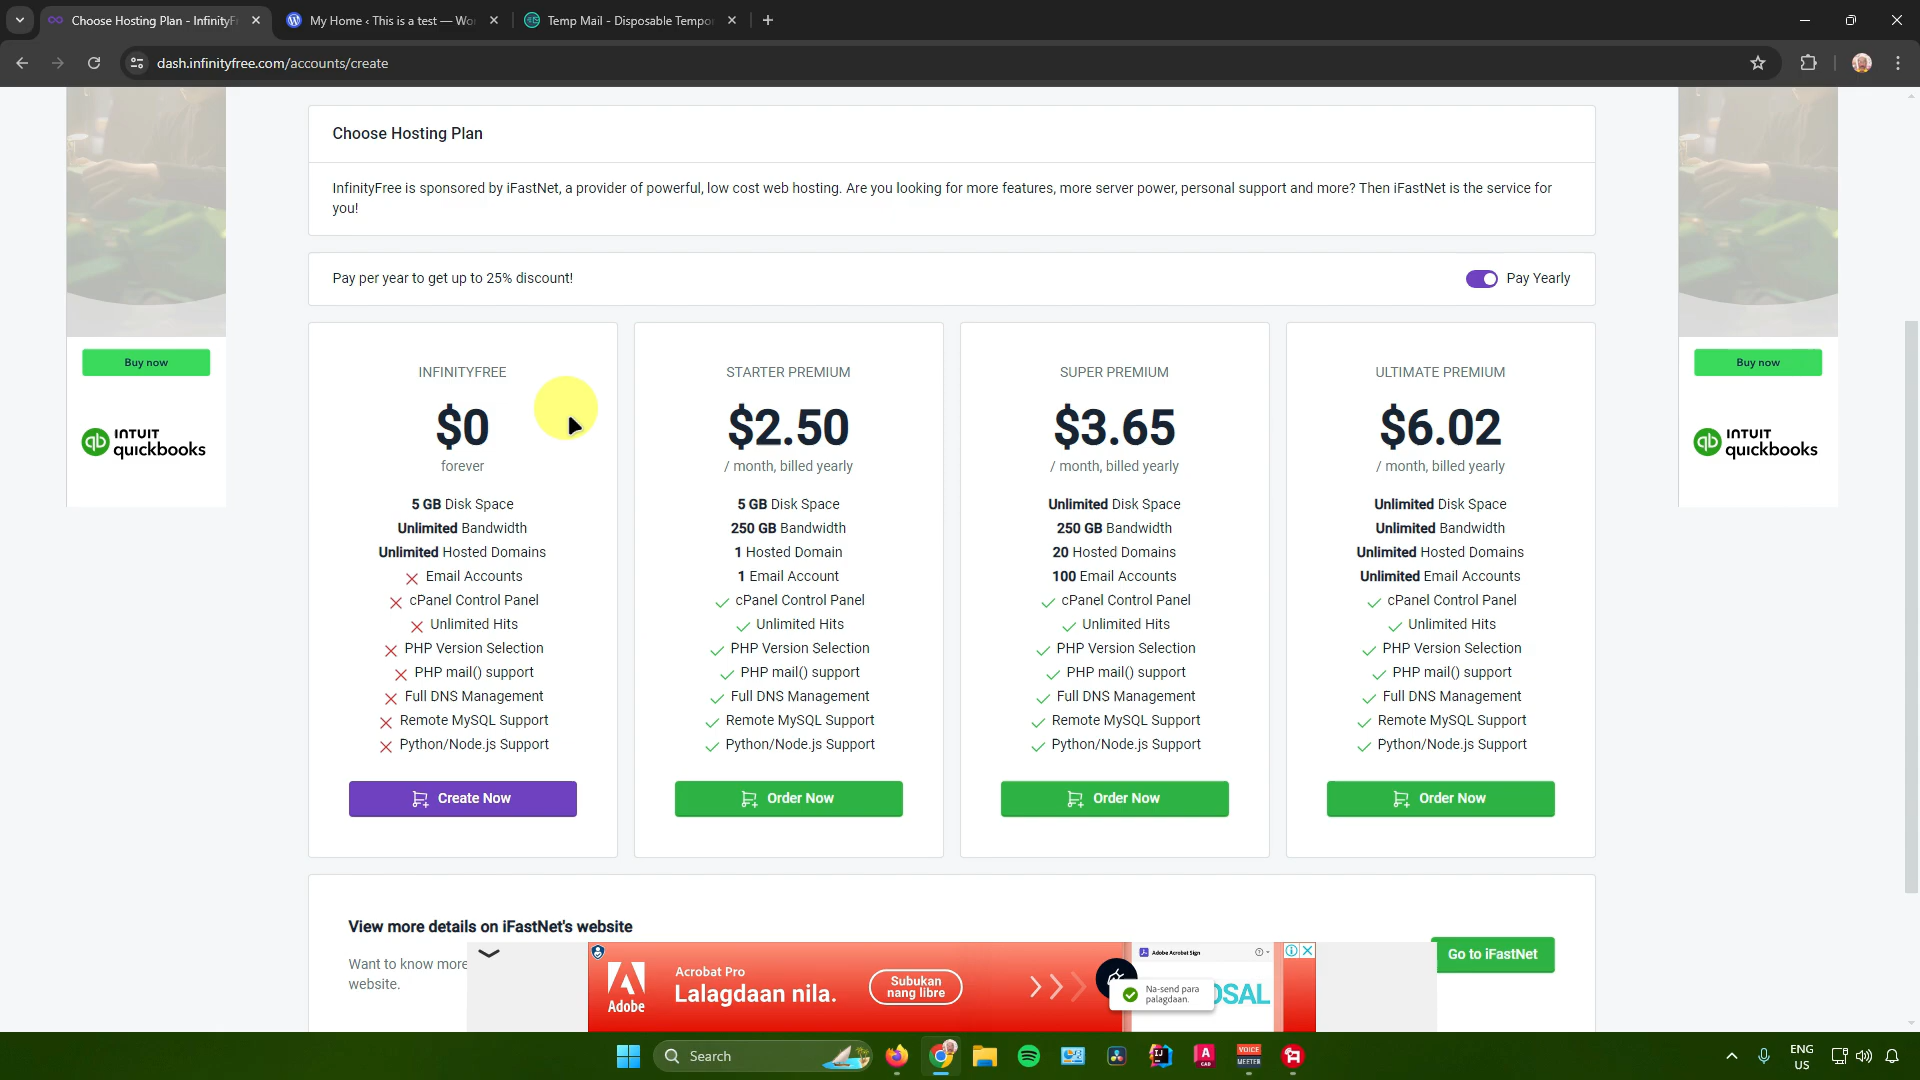 Choose Hosting Plan - InfinityF
My Home ‹ This is a test — Wo
Temp Mail - Disposable Tempo
dash.infinityfree.com/accounts/create
Choose Hosting Plan
InfinityFree is sponsored by iFastNet, a provider of powerful, low cost web hosting. Are you looking for more features, more server power, personal support and more? Then iFastNet is the service for
you!
Pay per year to get up to 25% discount!
Pay Yearly
Buy now
INTUIT
quickbooks
INFINITYFREE
$0
forever
5 GB Disk Space
Unlimited Bandwidth
Unlimited Hosted Domains
Email Accounts
cPanel Control Panel
Unlimited Hits
PHP Version Selection
PHP mail() support
Full DNS Management
Remote MySQL Support
Python/Node.js Support
Create Now
STARTER PREMIUM
$2.50
/ month, billed yearly
5 GB Disk Space
250 GB Bandwidth
1 Hosted Domain
1 Email Account
cPanel Control Panel
Unlimited Hits
PHP Version Selection
PHP mail() support
Full DNS Management
Remote MySQL Support
Python/Node.js Support
Order Now
SUPER PREMIUM
$3.65
/ month, billed yearly
Unlimited Disk Space
250 GB Bandwidth
20 Hosted Domains
100 Email Accounts
cPanel Control Panel
Unlimited Hits
PHP Version Selection
PHP mail() support
Full DNS Management
Remote MySQL Support
Python/Node.js Support
Order Now
ULTIMATE PREMIUM
$6.02
/ month, billed yearly
Unlimited Disk Space
Unlimited Bandwidth
Unlimited Hosted Domains
Unlimited Email Accounts
cPanel Control Panel
Unlimited Hits
PHP Version Selection
PHP mail() support
Full DNS Management
Remote MySQL Support
Python/Node.js Support
Order Now
Buy now
INTUIT
quickbooks
View more details on iFastNet's website
Want to know more
website.
Go to iFastNet
Adobe
Acrobat Pro
Lalagdaan nila.
Subukan
nang libre
Adobe Acrobat Sign
Na-send para
palagdaan.
OSAL
Search
VOICE
MEETER
ENG
US